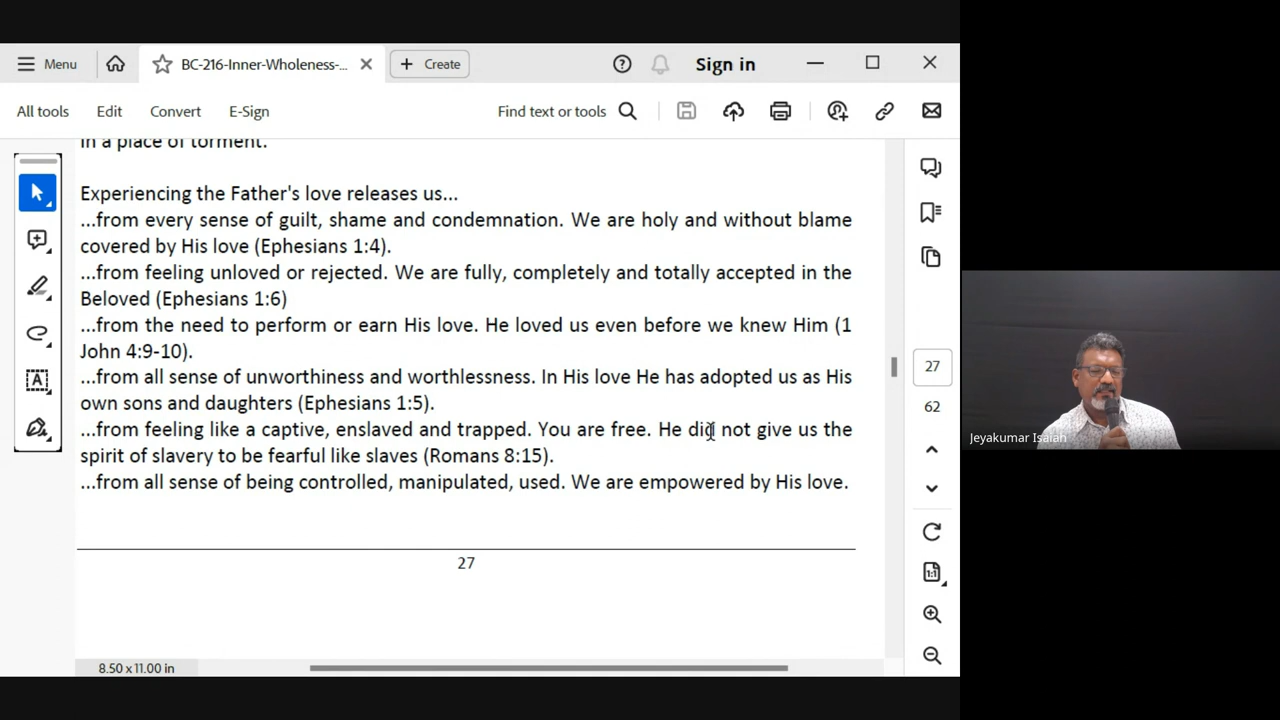 Menu
BC-216-Inner-Wholeness-...
Create
Sign in
All tools
Edit
Convert
E-Sign
Find text or tools
in a place of torment.
Experiencing the Father's love releases us...
...from every sense of guilt, shame and condemnation. We are holy and without blame
covered by His love (Ephesians 1:4).
...from feeling unloved or rejected. We are fully, completely and totally accepted in the
Beloved (Ephesians 1:6)
...from the need to perform or earn His love. He loved us even before we knew Him (1
John 4:9-10).
...from all sense of unworthiness and worthlessness. In His love He has adopted us as His
own sons and daughters (Ephesians 1:5).
...from feeling like a captive, enslaved and trapped. You are free. He did not give us the
spirit of slavery to be fearful like slaves (Romans 8:15).
...from all sense of being controlled, manipulated, used. We are empowered by His love.
27
8.50 x 11.00 in
27
62
1:1
Jeyakumar Isaiah